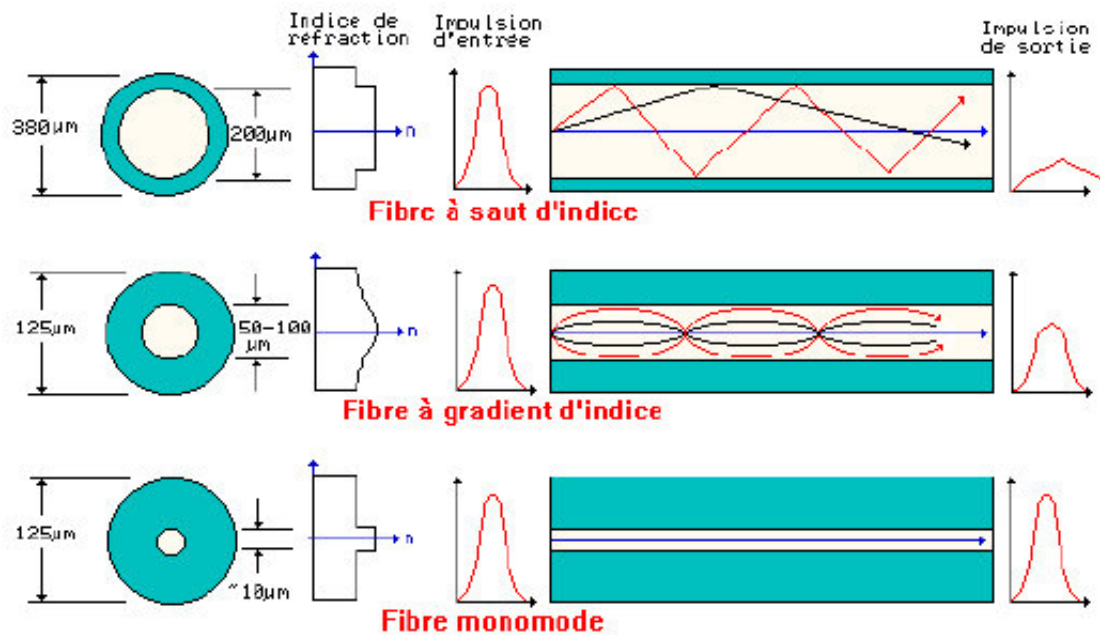 Indice de
réfraction
Impulsion
d'entrée
Impulsion
de sortie
380µm
200µm
n
Fibre à saut d'indice
125µm
50-100
µm
n
Fibre à gradient d'indice
125µm
~10µm
n
Fibre monomode